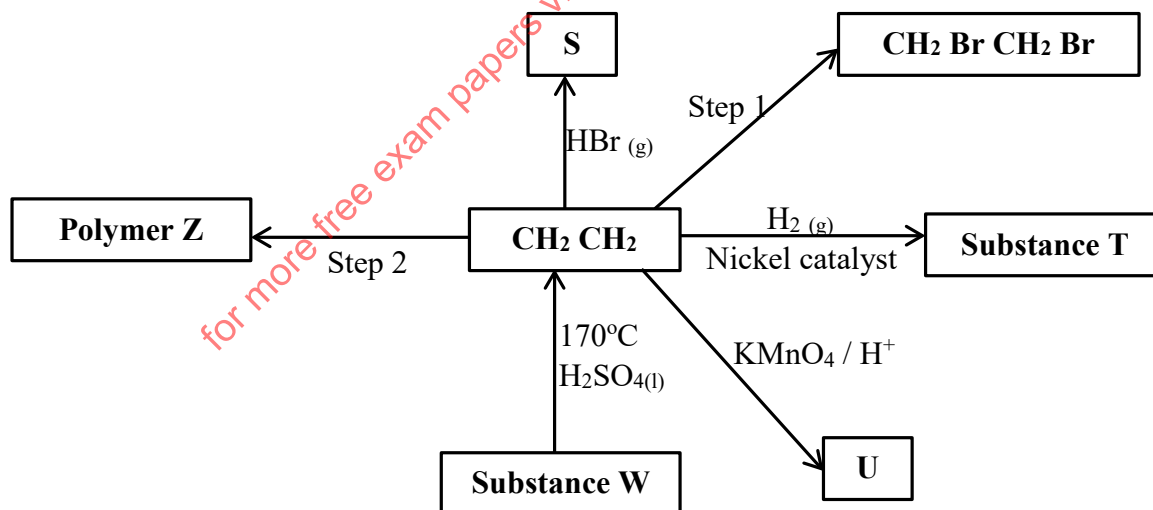 for more free exam papers v
S
CH₂ Br CH₂ Br
Step 1
HBr (g)
Polymer Z
Step 2
CH₂ CH₂
H₂ (g)
Nickel catalyst
Substance T
170ºC
H₂SO₄(l)
KMnO₄ / H⁺
Substance W
U